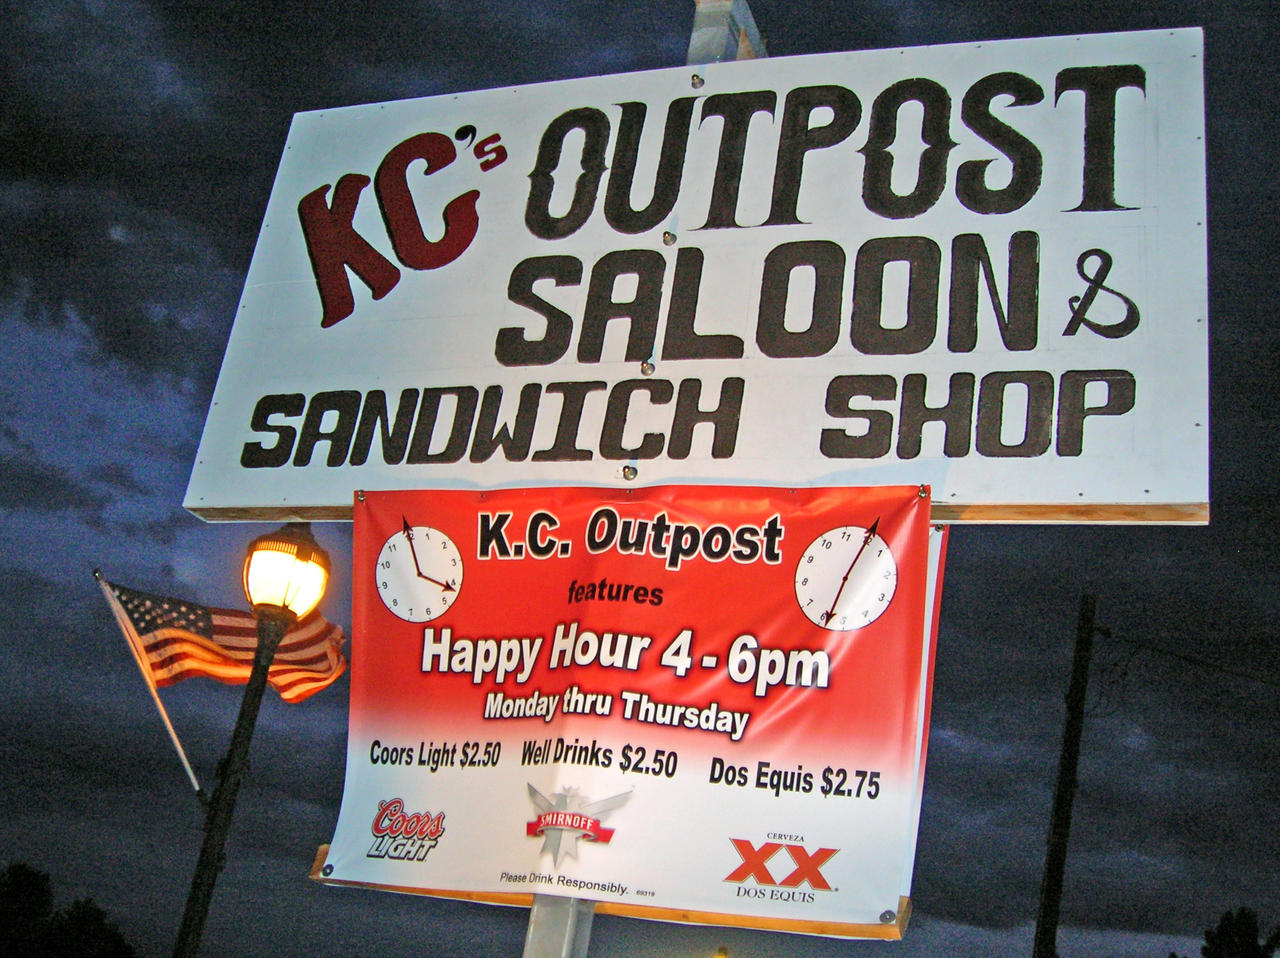 KC's OUTPOST
SALOON &
SANDWICH SHOP
K.C. Outpost
features
Happy Hour 4 - 6pm
Monday thru Thursday
Coors Light $2.50 Well Drinks $2.50 Dos Equis $2.75
Coors
LIGHT
SMIRNOFF
CERVEZA
XX
DOS EQUIS
Please Drink Responsibly. 69319